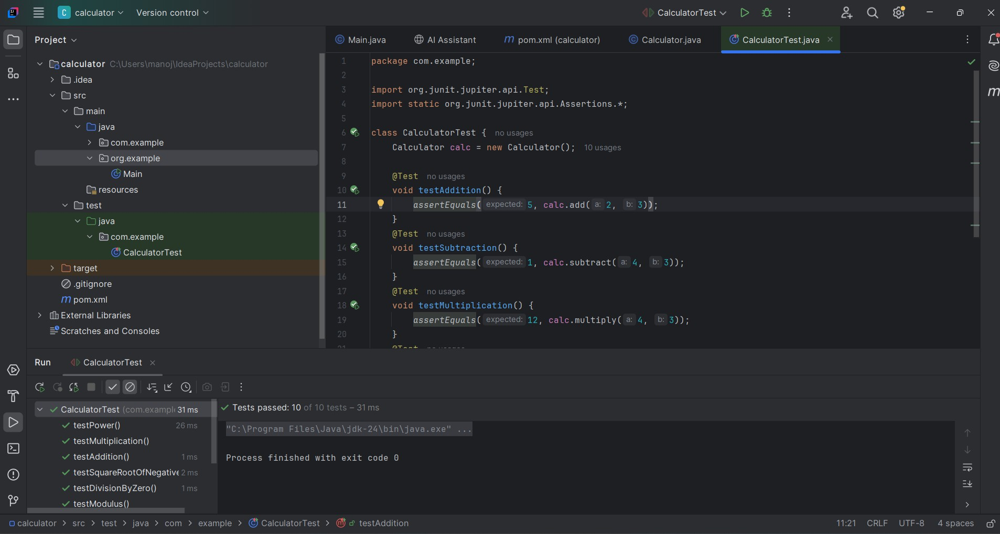 C calculator Version control CalculatorTest
Project
calculator C:\Users\manoj\IdeaProjects\calculator
.idea
src
main
java
com.example
org.example
Main
resources
test
java
com.example
CalculatorTest
target
.gitignore
pom.xml
External Libraries
Scratches and Consoles
Main.java AI Assistant pom.xml (calculator) Calculator.java CalculatorTest.java
1 package com.example;
2
3 import org.junit.jupiter.api.Test;
4 import static org.junit.jupiter.api.Assertions.*;
5
6 class CalculatorTest { no usages
7 Calculator calc = new Calculator(); 10 usages
8
9 @Test no usages
10 void testAddition() {
11 assertEquals( expected: 5, calc.add( a: 2, b: 3));
12 }
13 @Test no usages
14 void testSubtraction() {
15 assertEquals( expected: 1, calc.subtract( a: 4, b: 3));
16 }
17 @Test no usages
18 void testMultiplication() {
19 assertEquals( expected: 12, calc.multiply( a: 4, b: 3));
20 }
21 @Test no usages
Run CalculatorTest
CalculatorTest (com.example 31 ms
testPower() 26 ms
testMultiplication()
testAddition() 1 ms
testSquareRootOfNegative 2 ms
testDivisionByZero() 1 ms
testModulus()
Tests passed: 10 of 10 tests – 31 ms
"C:\Program Files\Java\jdk-24\bin\java.exe" ...
Process finished with exit code 0
calculator > src > test > java > com > example > CalculatorTest > testAddition 11:21 CRLF UTF-8 4 spaces